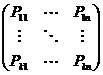 P₁₁ ⋯ P₁ₙ
⋮ ⋱ ⋮
Pₙ₁ ⋯ Pₙₙ